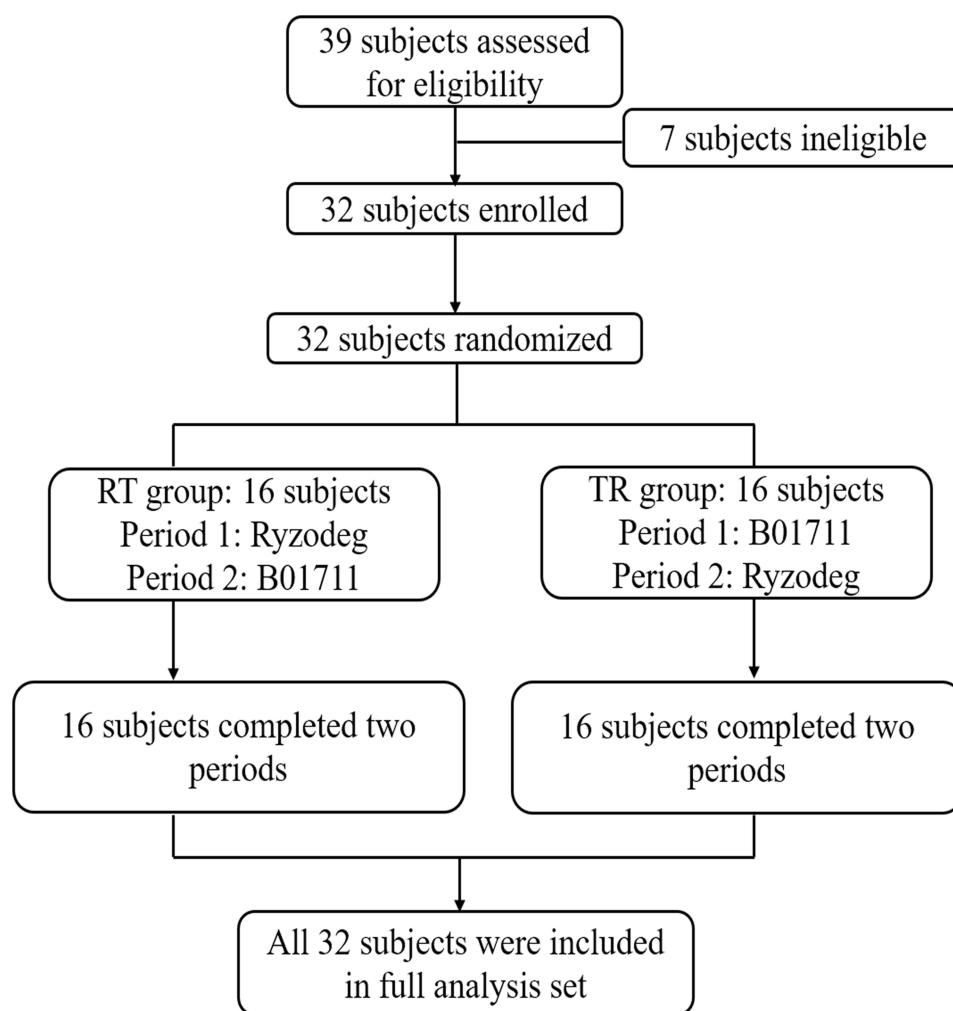 39 subjects assessed
for eligibility
7 subjects ineligible
32 subjects enrolled
32 subjects randomized
RT group: 16 subjects
Period 1: Ryzodeg
Period 2: B01711
TR group: 16 subjects
Period 1: B01711
Period 2: Ryzodeg
16 subjects completed two
periods
16 subjects completed two
periods
All 32 subjects were included
in full analysis set